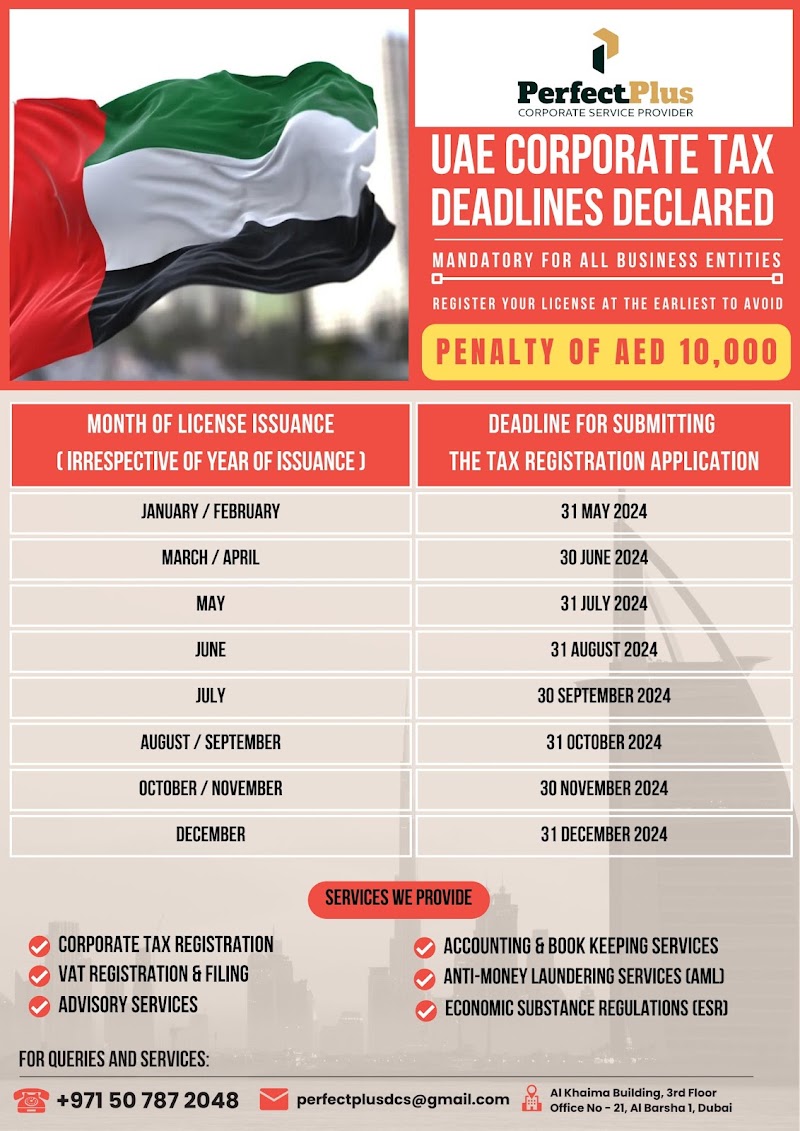 PerfectPlus
CORPORATE SERVICE PROVIDER
UAE CORPORATE TAX
DEADLINES DECLARED
MANDATORY FOR ALL BUSINESS ENTITIES
REGISTER YOUR LICENSE AT THE EARLIEST TO AVOID
PENALTY OF AED 10,000
MONTH OF LICENSE ISSUANCE
( IRRESPECTIVE OF YEAR OF ISSUANCE )
DEADLINE FOR SUBMITTING
THE TAX REGISTRATION APPLICATION
JANUARY / FEBRUARY
31 MAY 2024
MARCH / APRIL
30 JUNE 2024
MAY
31 JULY 2024
JUNE
31 AUGUST 2024
JULY
30 SEPTEMBER 2024
AUGUST / SEPTEMBER
31 OCTOBER 2024
OCTOBER / NOVEMBER
30 NOVEMBER 2024
DECEMBER
31 DECEMBER 2024
SERVICES WE PROVIDE
CORPORATE TAX REGISTRATION
VAT REGISTRATION & FILING
ADVISORY SERVICES
ACCOUNTING & BOOK KEEPING SERVICES
ANTI-MONEY LAUNDERING SERVICES (AML)
ECONOMIC SUBSTANCE REGULATIONS (ESR)
FOR QUERIES AND SERVICES:
+971 50 787 2048
perfectplusdcs@gmail.com
Al Khaima Building, 3rd Floor
Office No - 21, Al Barsha 1, Dubai